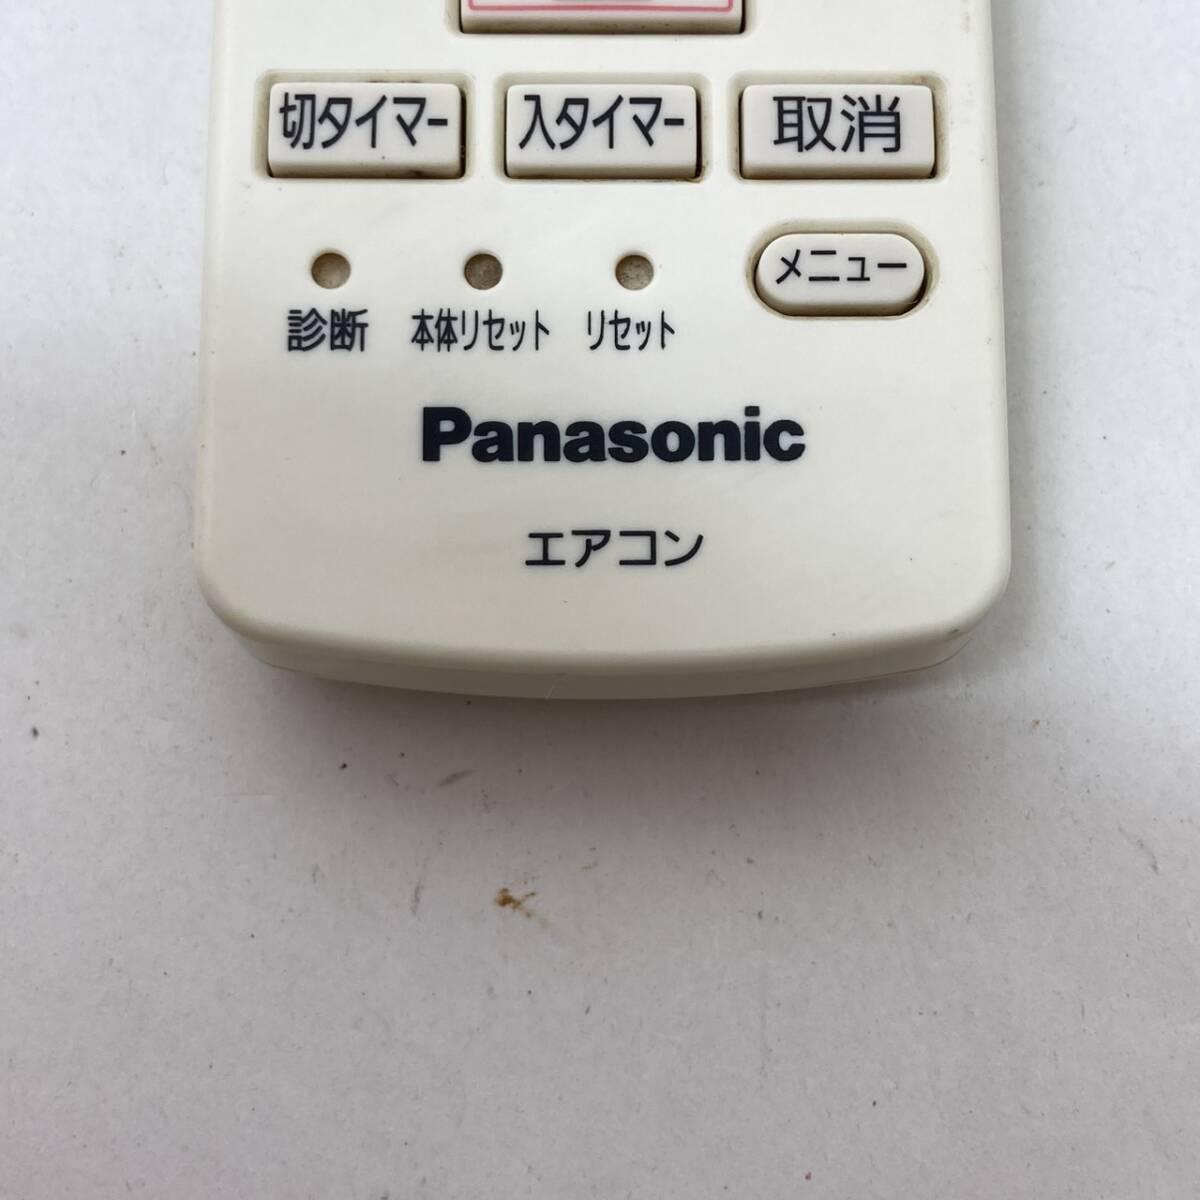 切タイマー 入タイマー 取消
メニュー
診断 本体リセット リセット
Panasonic
エアコン